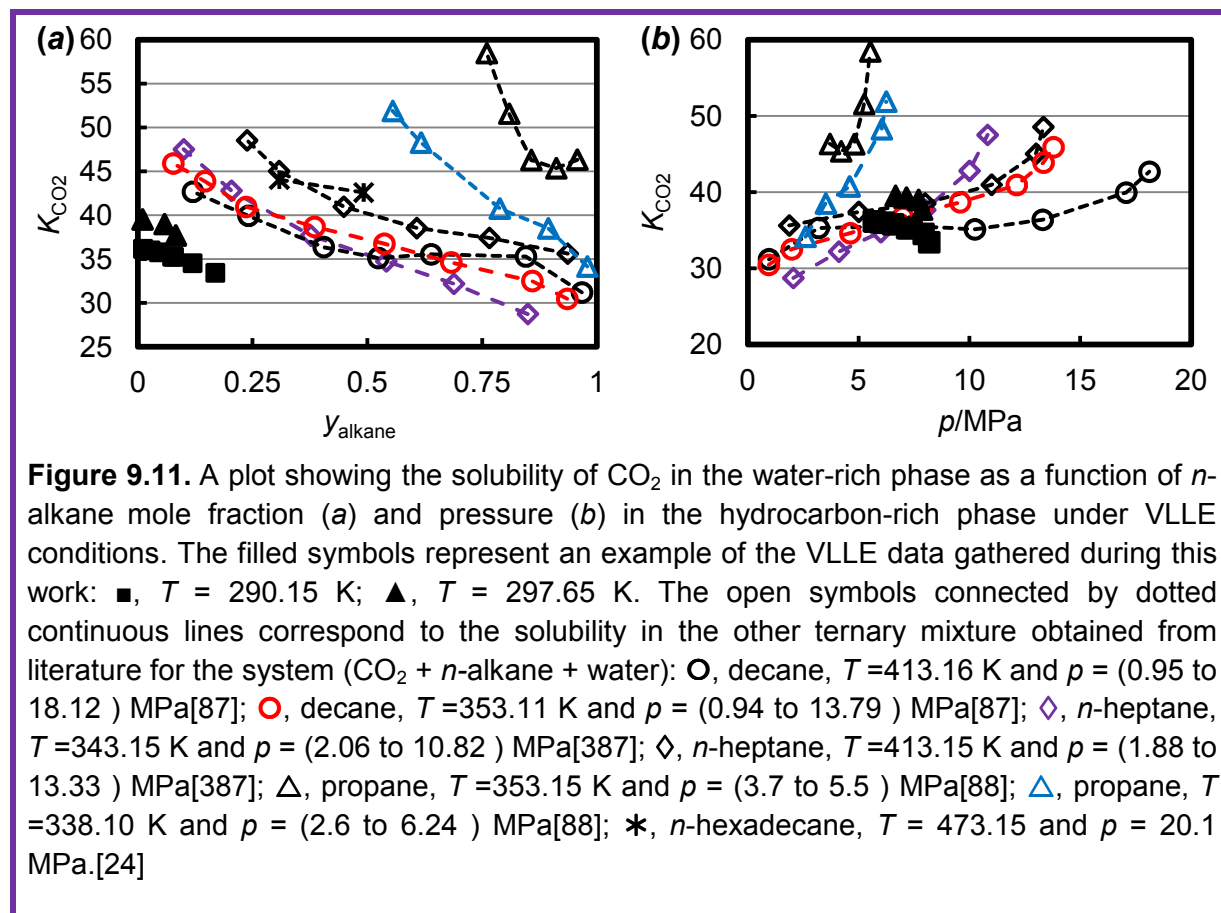 (a)
60
55
50
45
40
35
30
25
K_CO2
0 0.25 0.5 0.75 1
y_alkane
(b)
60
50
40
30
20
K_CO2
0 5 10 15 20
p/MPa
Figure 9.11. A plot showing the solubility of CO₂ in the water-rich phase as a function of n-
alkane mole fraction (a) and pressure (b) in the hydrocarbon-rich phase under VLLE
conditions. The filled symbols represent an example of the VLLE data gathered during this
work: ■, T = 290.15 K; ▲, T = 297.65 K. The open symbols connected by dotted
continuous lines correspond to the solubility in the other ternary mixture obtained from
literature for the system (CO₂ + n-alkane + water): O, decane, T =413.16 K and p = (0.95 to
18.12 ) MPa[87]; O, decane, T =353.11 K and p = (0.94 to 13.79 ) MPa[87]; ◊, n-heptane,
T =343.15 K and p = (2.06 to 10.82 ) MPa[387]; ◊, n-heptane, T =413.15 K and p = (1.88 to
13.33 ) MPa[387]; △, propane, T =353.15 K and p = (3.7 to 5.5 ) MPa[88]; △, propane, T
=338.10 K and p = (2.6 to 6.24 ) MPa[88]; ∗, n-hexadecane, T = 473.15 and p = 20.1
MPa.[24]